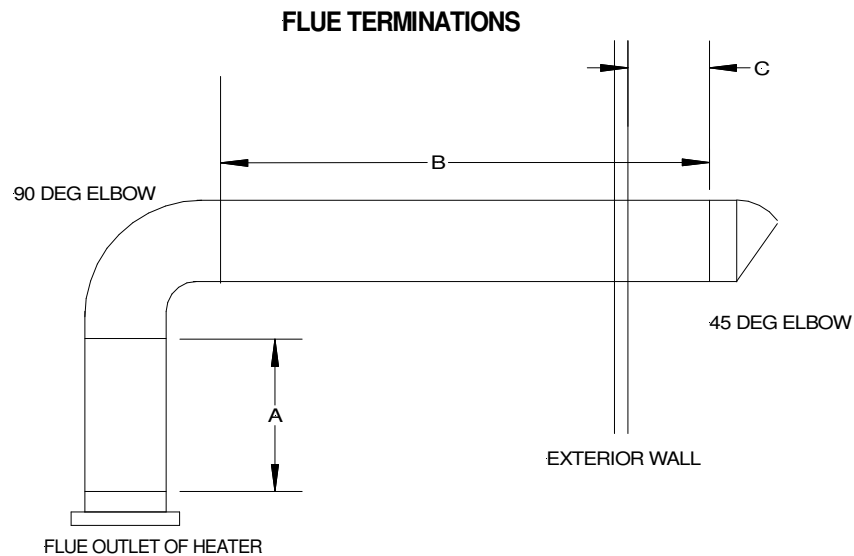 FLUE TERMINATIONS
C
B
90 DEG ELBOW
45 DEG ELBOW
A
EXTERIOR WALL
FLUE OUTLET OF HEATER